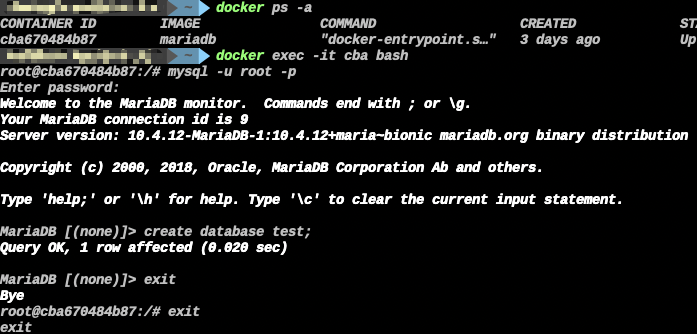 ~ docker ps -a
CONTAINER ID IMAGE COMMAND CREATED
cba670484b87 mariadb "docker-entrypoint.s…" 3 days ago
~ docker exec -it cba bash
root@cba670484b87:/# mysql -u root -p
Enter password:
Welcome to the MariaDB monitor. Commands end with ; or \g.
Your MariaDB connection id is 9
Server version: 10.4.12-MariaDB-1:10.4.12+maria~bionic mariadb.org binary distribution
Copyright (c) 2000, 2018, Oracle, MariaDB Corporation Ab and others.
Type 'help;' or '\h' for help. Type '\c' to clear the current input statement.
MariaDB [(none)]> create database test;
Query OK, 1 row affected (0.020 sec)
MariaDB [(none)]> exit
Bye
root@cba670484b87:/# exit
exit